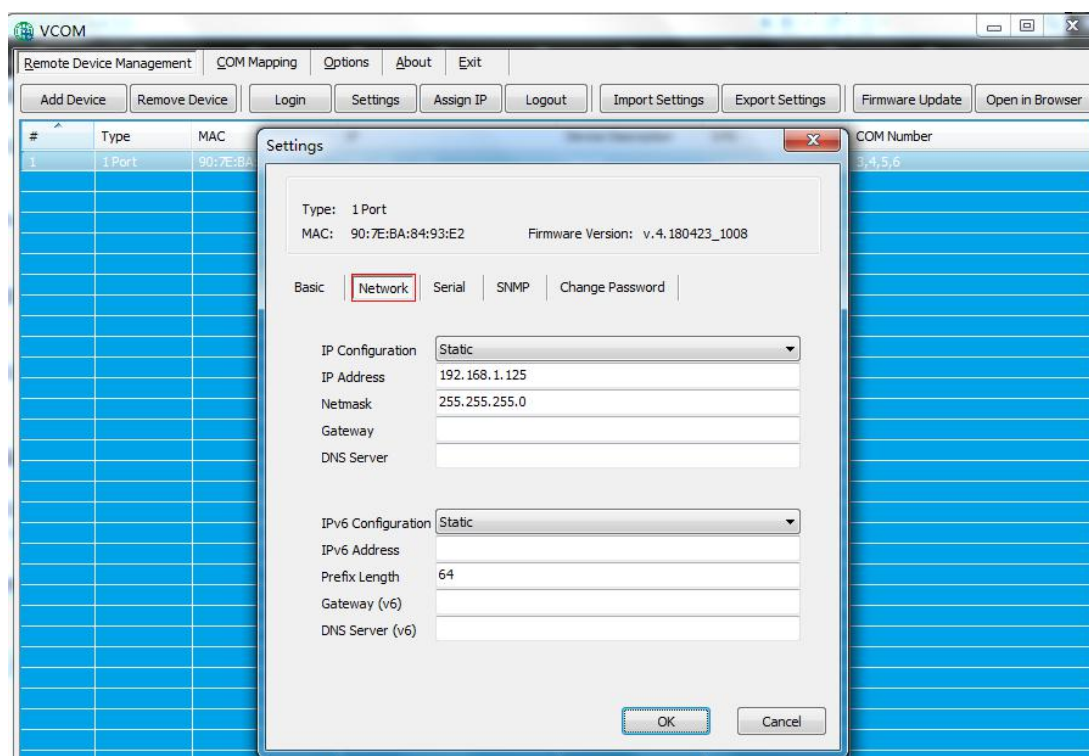 VCOM
Remote Device Management COM Mapping Options About Exit
Add Device Remove Device Login Settings Assign IP Logout Import Settings Export Settings Firmware Update Open in Browser
# Type MAC COM Number
1 1 Port 90:7E:BA 3,4,5,6
Settings
Type: 1 Port
MAC: 90:7E:BA:84:93:E2 Firmware Version: v.4.180423_1008
Basic Network Serial SNMP Change Password
IP Configuration Static
IP Address 192.168.1.125
Netmask 255.255.255.0
Gateway
DNS Server
IPv6 Configuration Static
IPv6 Address
Prefix Length 64
Gateway (v6)
DNS Server (v6)
OK Cancel